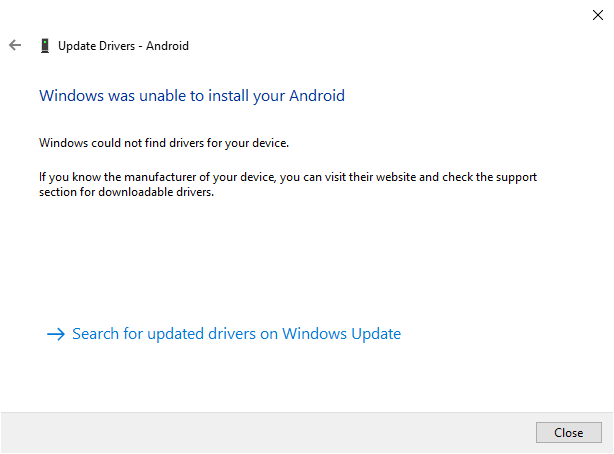 Update Drivers - Android
Windows was unable to install your Android
Windows could not find drivers for your device.
If you know the manufacturer of your device, you can visit their website and check the support
section for downloadable drivers.
Search for updated drivers on Windows Update
Close